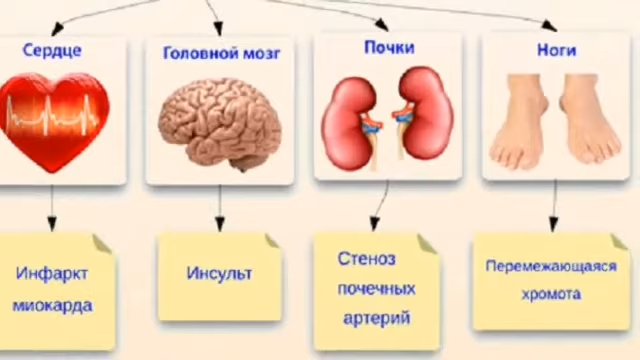 Сердце
Головной мозг
Почки
Ноги
Инфаркт
миокарда
Инсульт
Стеноз
почечных
артерий
Перемежающаяся
хромота